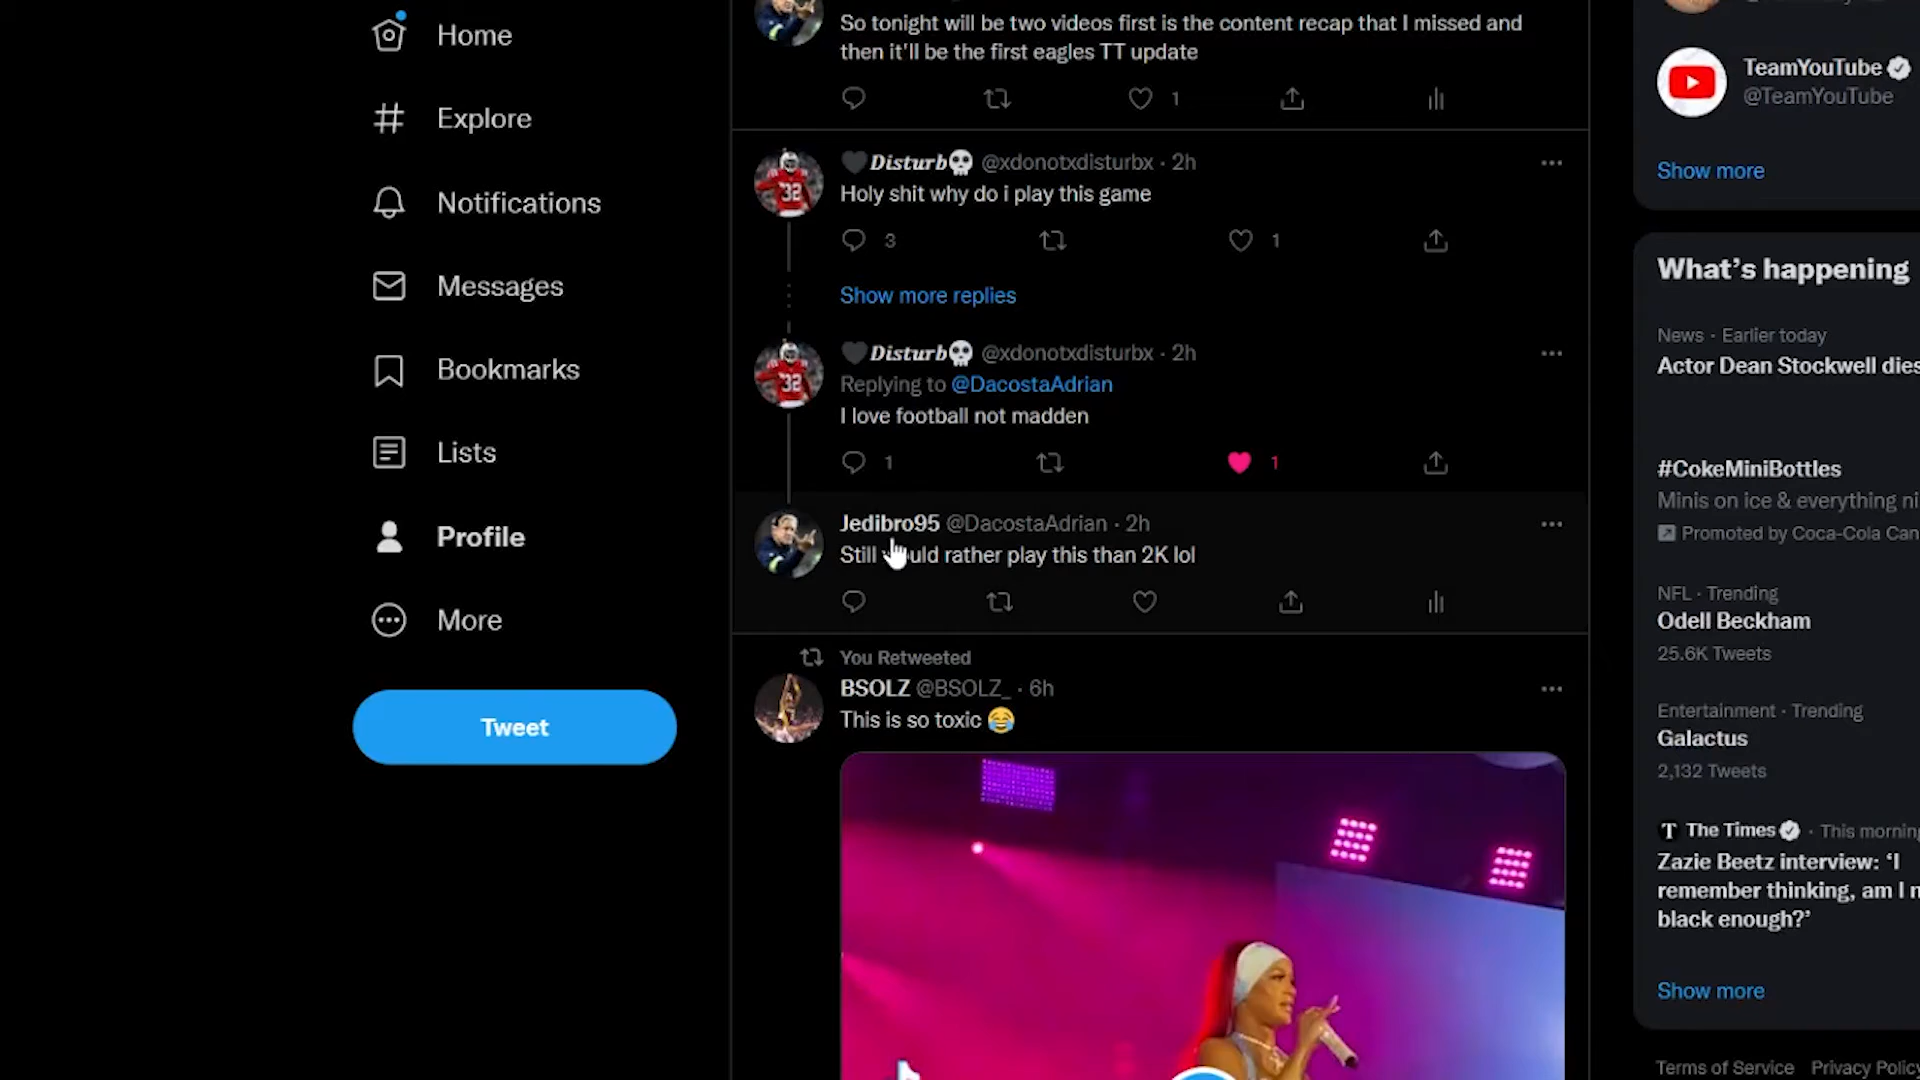 Home
Explore
Notifications
Messages
Bookmarks
Lists
Profile
More
Tweet
So tonight will be two videos first is the content recap that I missed and
then it'll be the first eagles TT update
1
🖤Disturb💀 @xdonotxdisturbx · 2h
Holy shit why do i play this game
3
1
Show more replies
🖤Disturb💀 @xdonotxdisturbx · 2h
Replying to @DacostaAdrian
I love football not madden
1
1
Jedibro95 @DacostaAdrian · 2h
Still would rather play this than 2K lol
You Retweeted
BSOLZ @BSOLZ_ · 6h
This is so toxic 😂
TeamYouTube
@TeamYouTube
Show more
What's happening
News · Earlier today
Actor Dean Stockwell dies
#CokeMiniBottles
Minis on ice & everything ni
Promoted by Coca-Cola Can
NFL · Trending
Odell Beckham
25.6K Tweets
Entertainment · Trending
Galactus
2,132 Tweets
The Times · This morning
Zazie Beetz interview: 'I
remember thinking, am I n
black enough?'
Show more
Terms of Service Privacy Policy